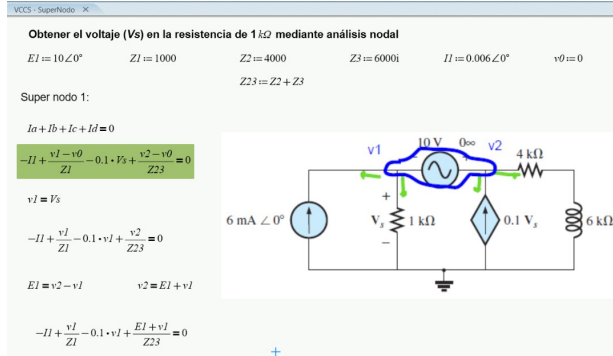 VCCS - SuperNodo ×
Obtener el voltaje (Vs) en la resistencia de 1 kΩ mediante análisis nodal
E1 := 10∠0° Z1 := 1000 Z2 := 4000 Z3 := 6000i I1 := 0.006∠0° v0 := 0
Z23 := Z2 + Z3
Super nodo 1:
Ia + Ib + Ic + Id = 0
-I1 + (v1 - v0)/Z1 - 0.1 • Vs + (v2 - v0)/Z23 = 0
v1 = Vs
-I1 + v1/Z1 - 0.1 • v1 + v2/Z23 = 0
E1 = v2 - v1 v2 = E1 + v1
-I1 + v1/Z1 - 0.1 • v1 + (E1 + v1)/Z23 = 0
v1 10 V 0∞ v2
4 kΩ
6 mA ∠ 0° + Vs - 1 kΩ 0.1 Vs 6 kΩ